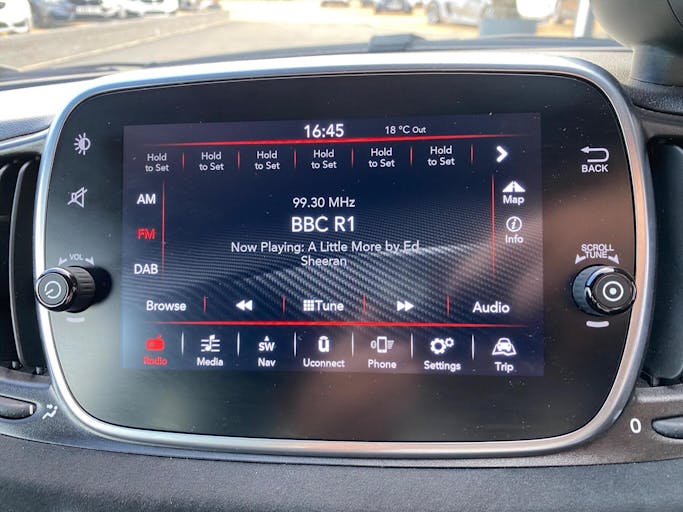 16:45
18 °C Out
Hold
to Set
Hold
to Set
Hold
to Set
Hold
to Set
Hold
to Set
Hold
to Set
AM
FM
DAB
99.30 MHz
BBC R1
Now Playing: A Little More by Ed
Sheeran
Map
Info
Browse
Tune
Audio
Radio
Media
SW
Nav
Uconnect
Phone
Settings
Trip
VOL
BACK
SCROLL
TUNE
0